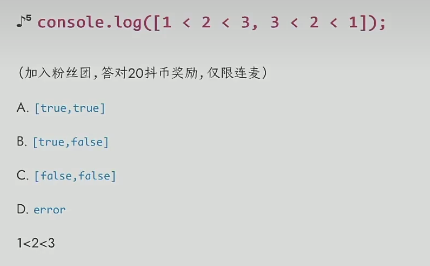 ♪⁵ console.log([1 < 2 < 3, 3 < 2 < 1]);
(加入粉丝团,答对20抖币奖励,仅限连麦)
A. [true,true]
B. [true,false]
C. [false,false]
D. error
1<2<3